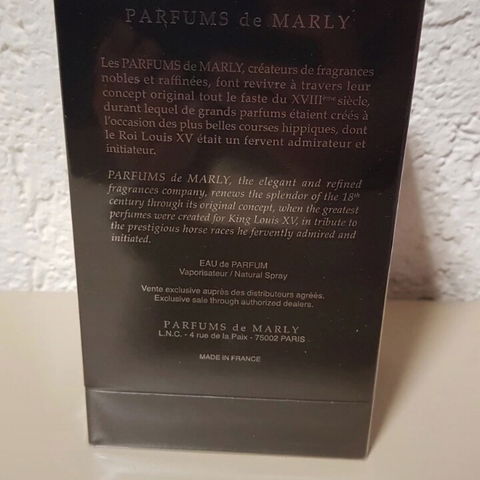 PARFUMS de MARLY
Les PARFUMS de MARLY, créateurs de fragrances
nobles et raffinées, font revivre à travers leur
concept original tout le faste du XVIIIème siècle,
durant lequel de grands parfums étaient créés à
l'occasion des plus belles courses hippiques, dont
le Roi Louis XV était un fervent admirateur et
initiateur.
PARFUMS de MARLY, the elegant and refined
fragrances company, renews the splendor of the 18th
century through its original concept, when the greatest
perfumes were created for King Louis XV, in tribute to
the prestigious horse races he fervently admired and
initiated.
EAU de PARFUM
Vaporisateur / Natural Spray
Vente exclusive auprès des distributeurs agréés.
Exclusive sale through authorized dealers.
PARFUMS de MARLY
L.N.C. - 4 rue de la Paix - 75002 PARIS
MADE IN FRANCE